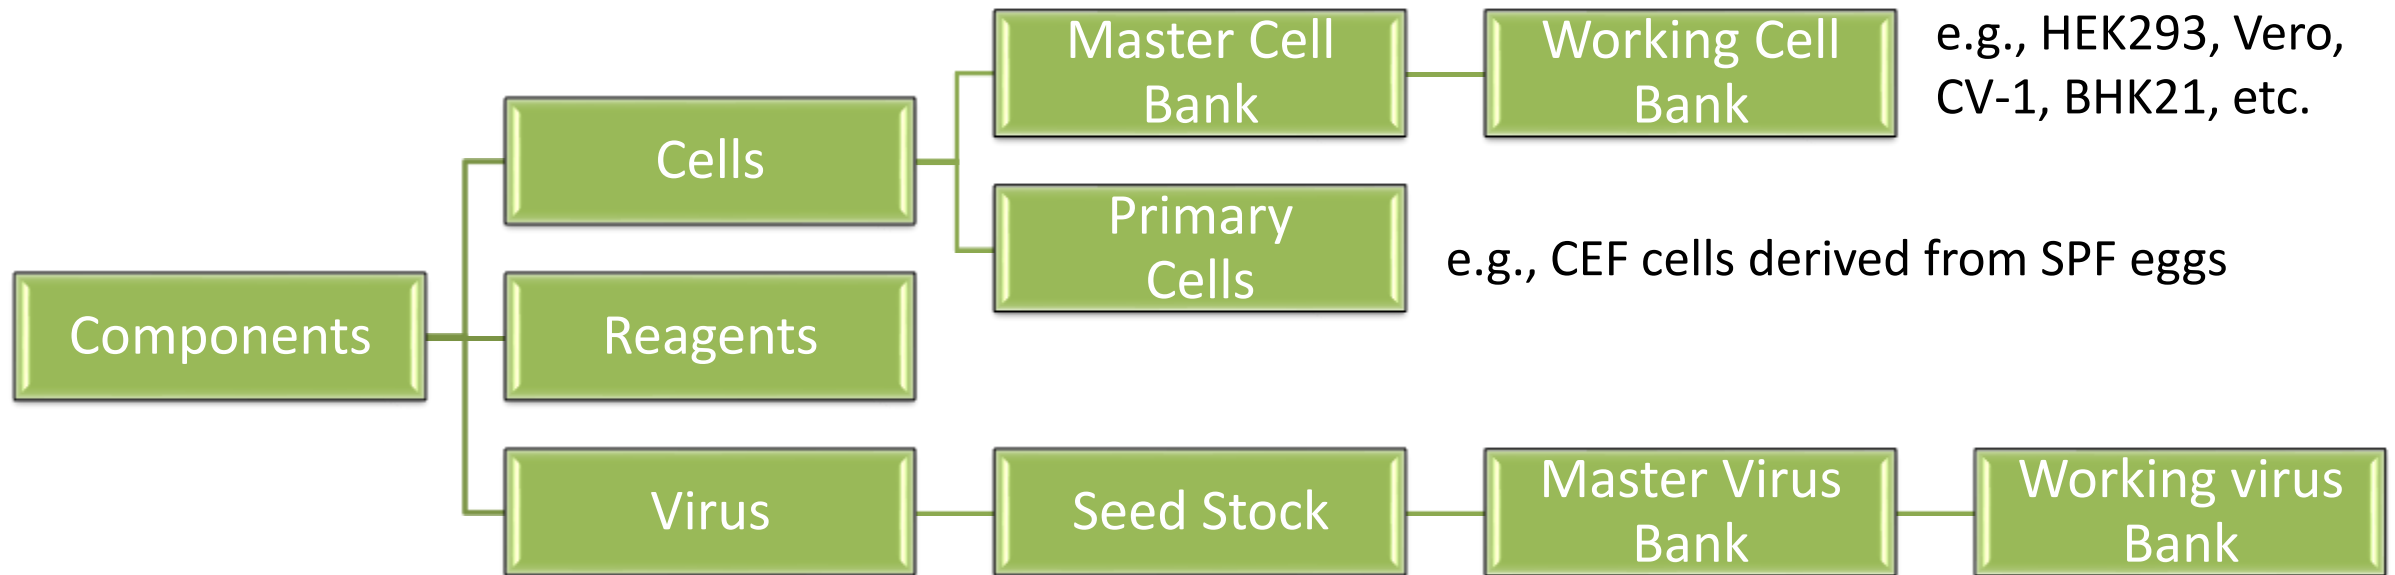 Master Cell
Bank
Working Cell
Bank
e.g., HEK293, Vero,
CV-1, BHK21, etc.
Cells
Primary
Cells
e.g., CEF cells derived from SPF eggs
Components
Reagents
Virus
Seed Stock
Master Virus
Bank
Working virus
Bank